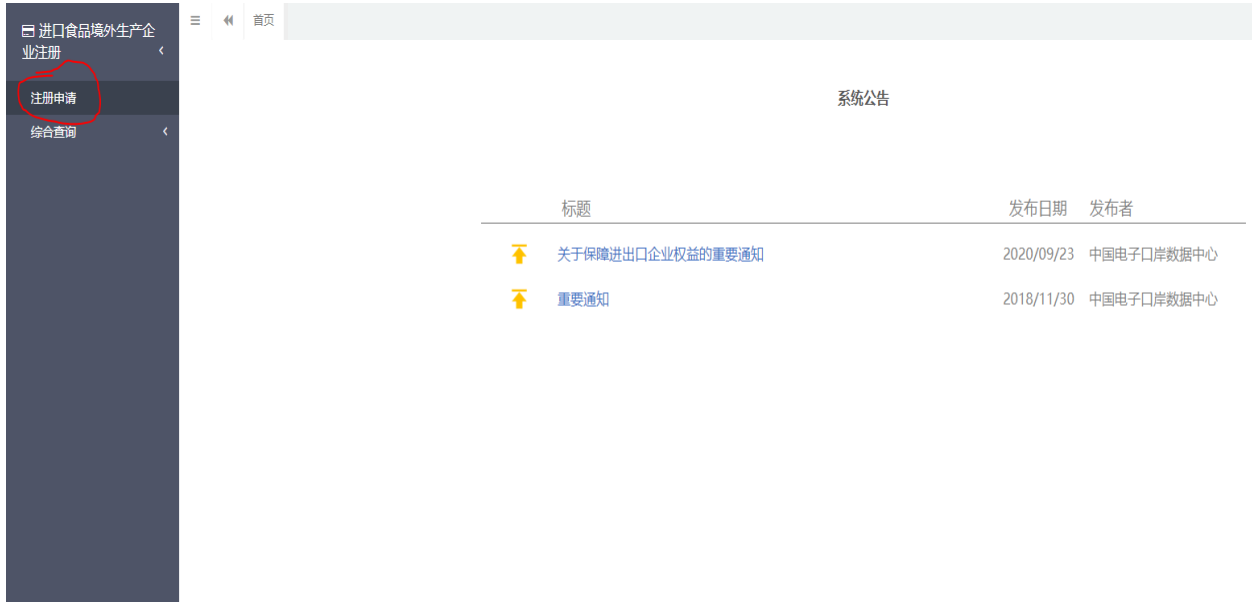 进口食品境外生产企
业注册
首页
注册申请
综合查询
系统公告
标题 发布日期 发布者
关于保障进出口企业权益的重要通知 2020/09/23 中国电子口岸数据中心
重要通知 2018/11/30 中国电子口岸数据中心